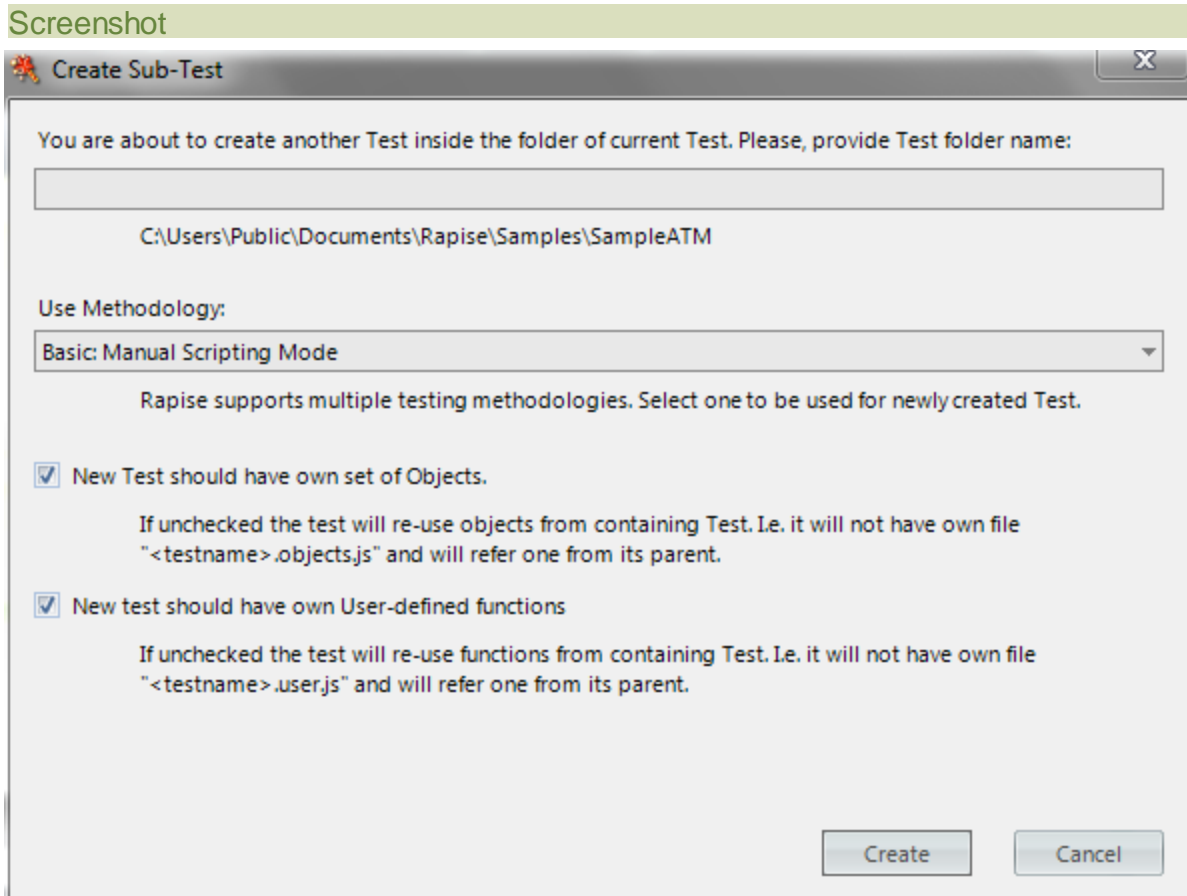 Screenshot
Create Sub-Test
You are about to create another Test inside the folder of current Test. Please, provide Test folder name:
C:\Users\Public\Documents\Rapise\Samples\SampleATM
Use Methodology:
Basic: Manual Scripting Mode
Rapise supports multiple testing methodologies. Select one to be used for newly created Test.
New Test should have own set of Objects.
If unchecked the test will re-use objects from containing Test. I.e. it will not have own file
"<testname>.objects.js" and will refer one from its parent.
New test should have own User-defined functions
If unchecked the test will re-use functions from containing Test. I.e. it will not have own file
"<testname>.user.js" and will refer one from its parent.
Create
Cancel